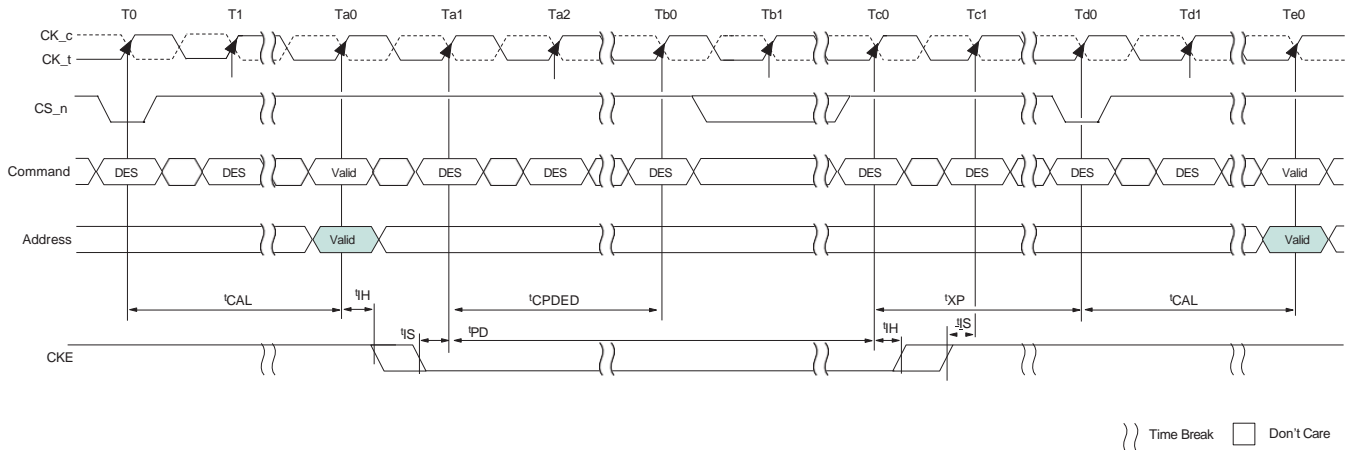 T0 T1 Ta0 Ta1 Ta2 Tb0 Tb1 Tc0 Tc1 Td0 Td1 Te0
CK_c
CK_t
CS_n
Command DES DES Valid DES DES DES DES DES DES DES Valid
Address Valid Valid
tCAL tIH tCPDED tXP tCAL
tIS tPD tIH tIS
CKE
Time Break Don't Care